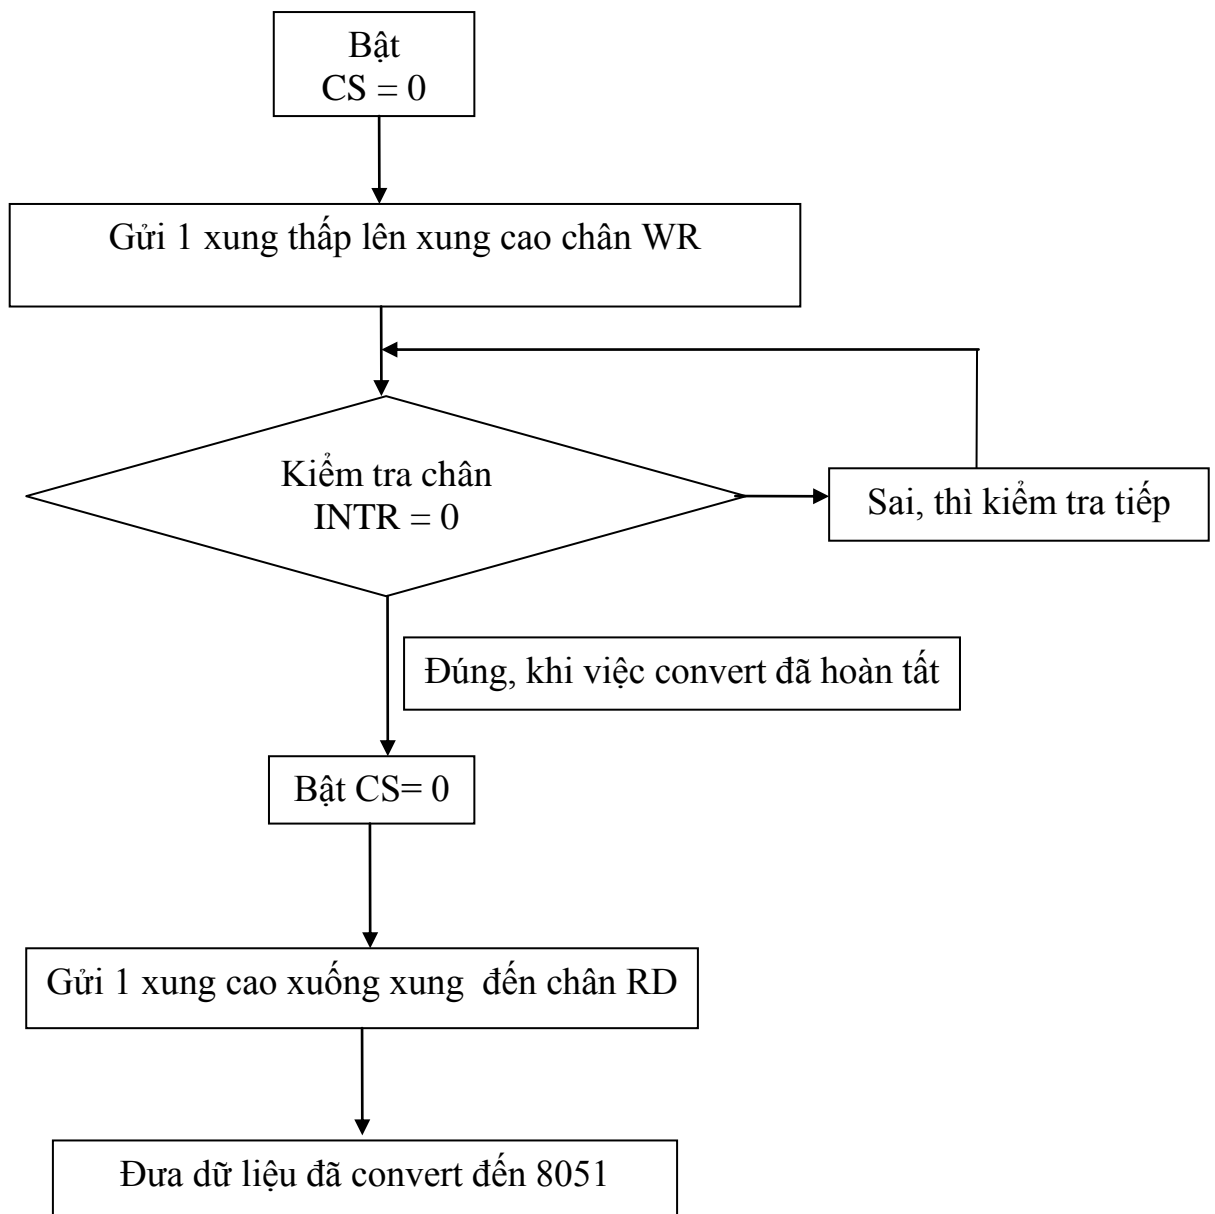 Bật
CS = 0
Gửi 1 xung thấp lên xung cao chân WR
Kiểm tra chân
INTR = 0
Sai, thì kiểm tra tiếp
Đúng, khi việc convert đã hoàn tất
Bật CS= 0
Gửi 1 xung cao xuống xung  đến chân RD
Đưa dữ liệu đã convert đến 8051